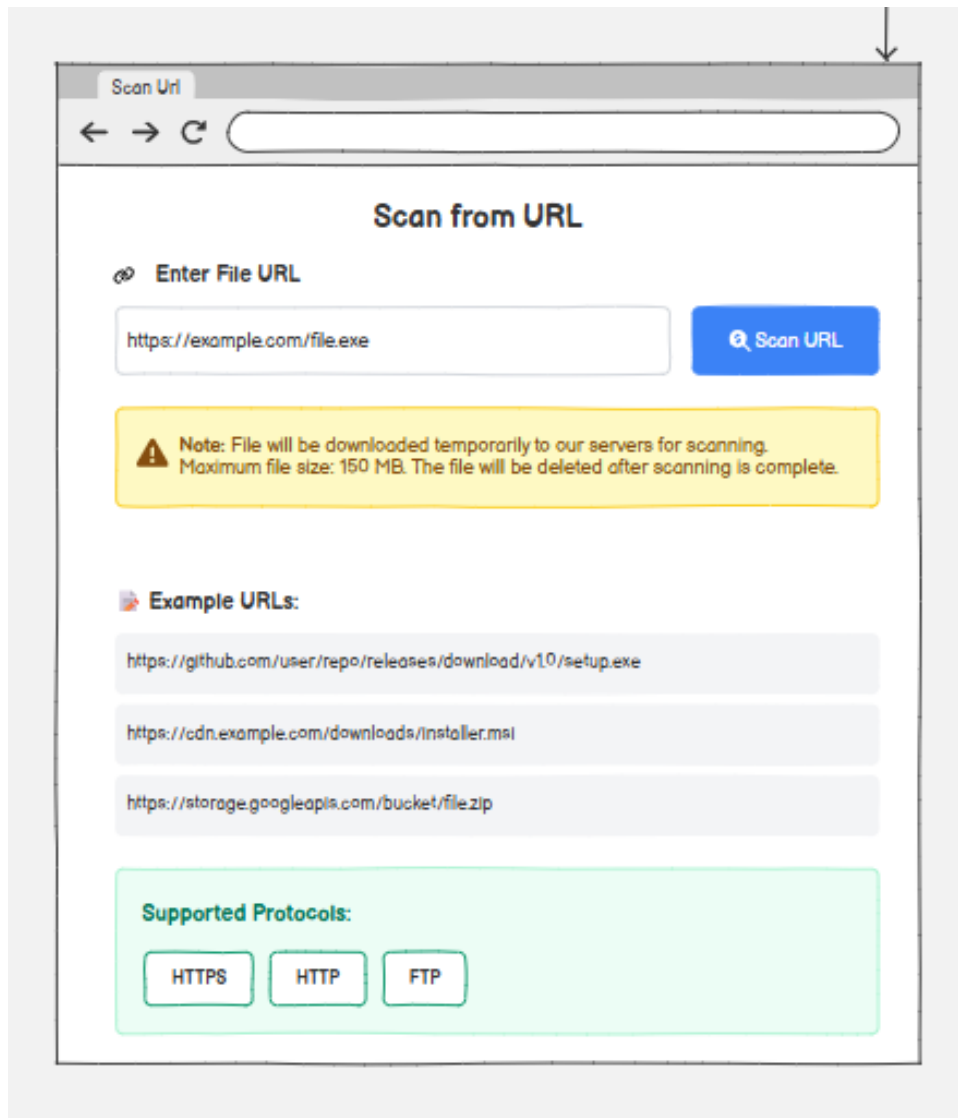 Scan Url
Scan from URL
Enter File URL
https://example.com/file.exe
Scan URL
Note: File will be downloaded temporarily to our servers for scanning.
Maximum file size: 150 MB. The file will be deleted after scanning is complete.
Example URLs:
https://github.com/user/repo/releases/download/v1.0/setup.exe
https://cdn.example.com/downloads/installer.msi
https://storage.googleapis.com/bucket/file.zip
Supported Protocols:
HTTPS
HTTP
FTP